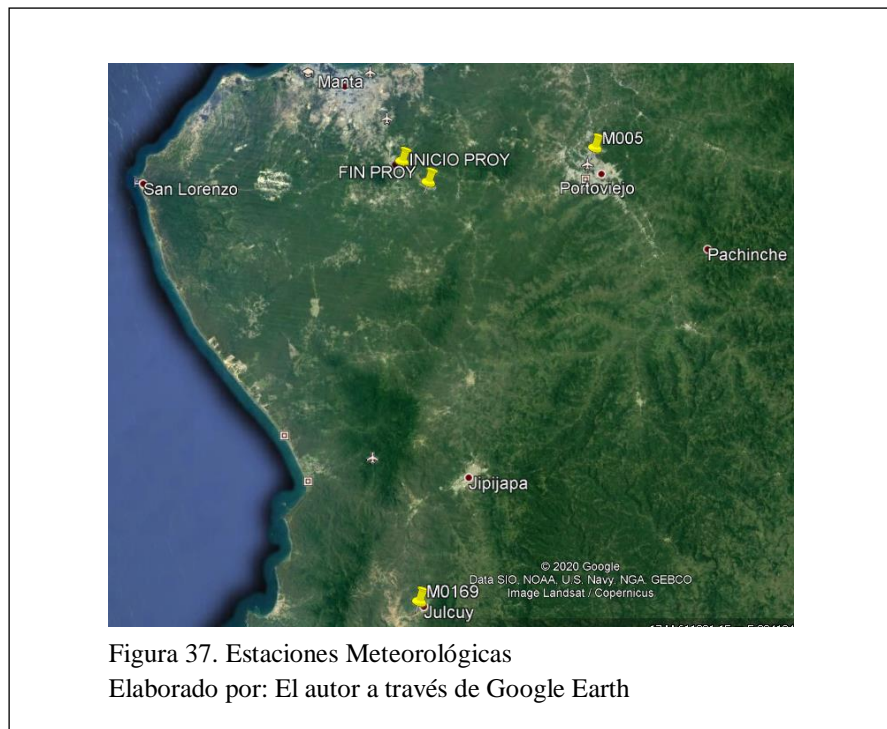 Manta
M005
INICIO PROY
FIN PROY
San Lorenzo
Portoviejo
Pachinche
Jipijapa
© 2020 Google
Data SIO, NOAA, U.S. Navy, NGA, GEBCO
Image Landsat / Copernicus
M0169
Julcuy
Figura 37. Estaciones Meteorológicas
Elaborado por: El autor a través de Google Earth